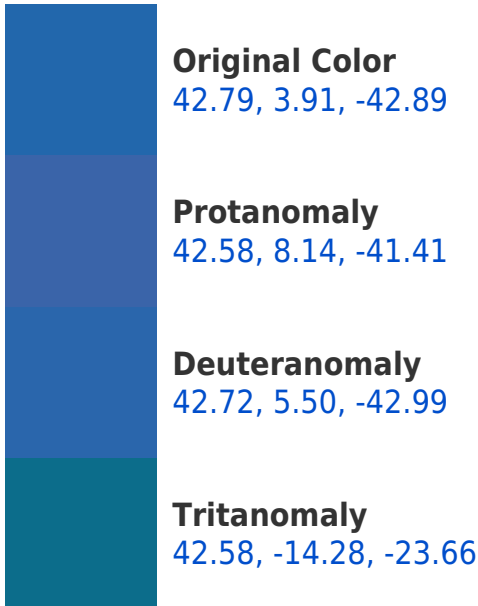 Original Color
42.79, 3.91, -42.89
Protanomaly
42.58, 8.14, -41.41
Deuteranomaly
42.72, 5.50, -42.99
Tritanomaly
42.58, -14.28, -23.66